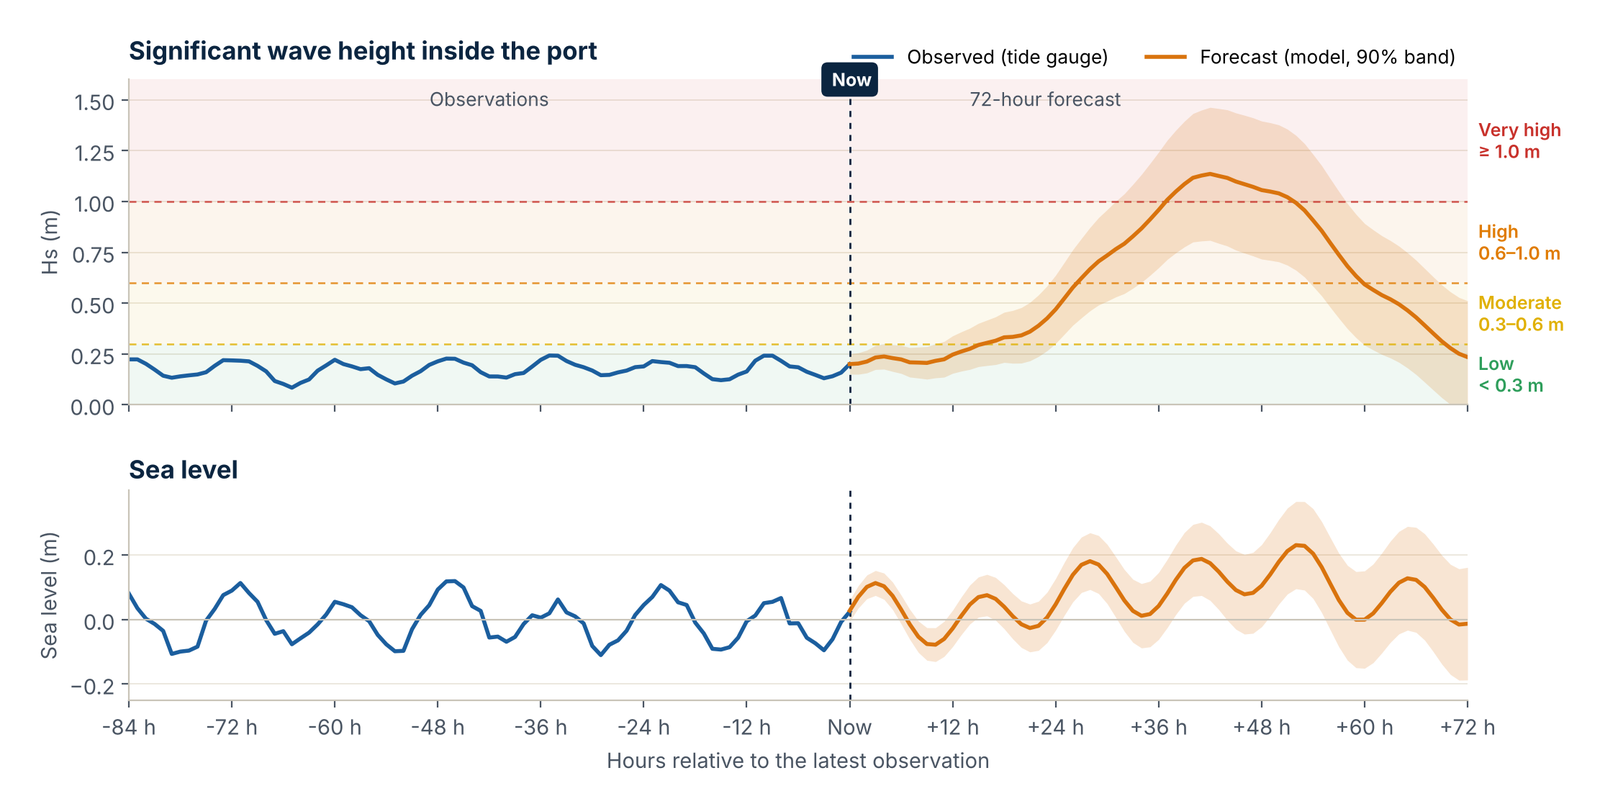 Significant wave height inside the port
Observed (tide gauge)
Forecast (model, 90% band)
Now
Observations
72-hour forecast
Hs (m)
1.50
1.25
1.00
0.75
0.50
0.25
0.00
Very high
≥ 1.0 m
High
0.6–1.0 m
Moderate
0.3–0.6 m
Low
< 0.3 m
Sea level
Sea level (m)
0.2
0.0
−0.2
-84 h
-72 h
-60 h
-48 h
-36 h
-24 h
-12 h
Now
+12 h
+24 h
+36 h
+48 h
+60 h
+72 h
Hours relative to the latest observation